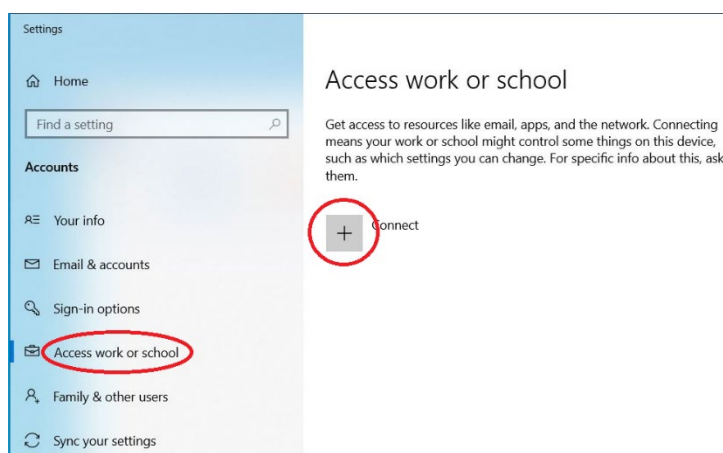 Settings
Home
Find a setting
Accounts
Your info
Email & accounts
Sign-in options
Access work or school
Family & other users
Sync your settings
Access work or school
Get access to resources like email, apps, and the network. Connecting
means your work or school might control some things on this device,
such as which settings you can change. For specific info about this, ask
them.
Connect